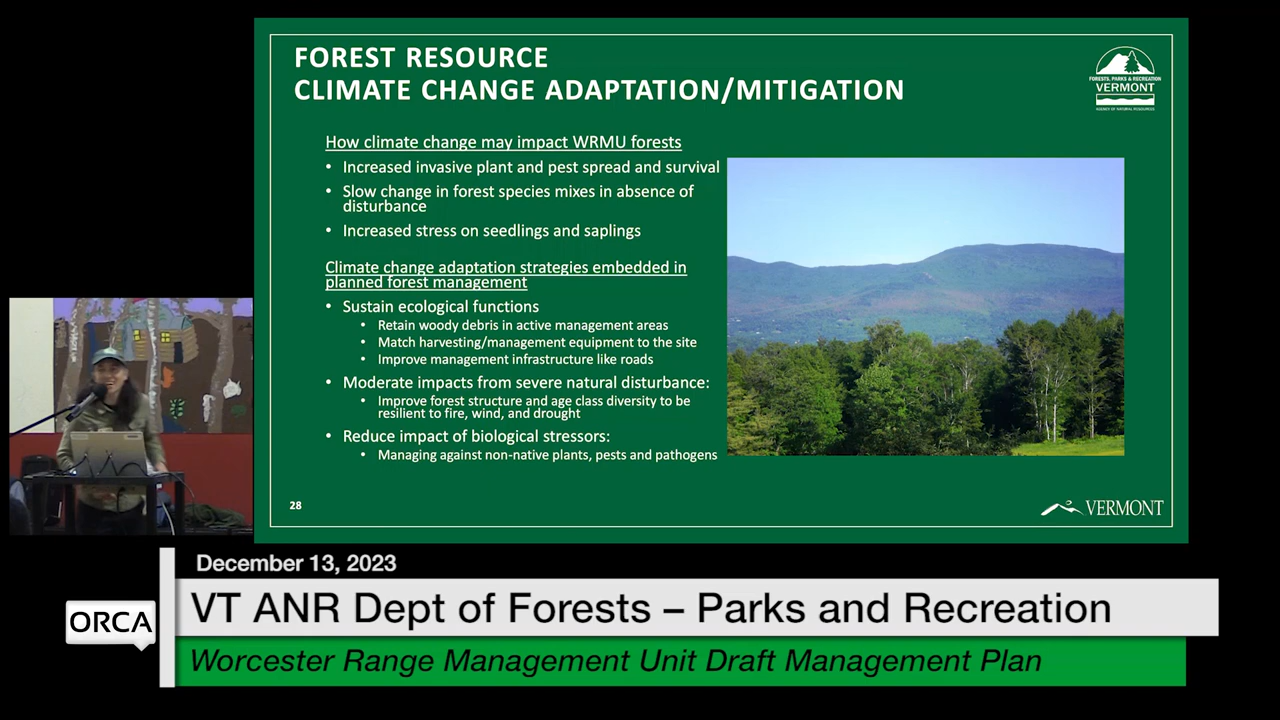 FOREST RESOURCE
CLIMATE CHANGE ADAPTATION/MITIGATION
FORESTS, PARKS & RECREATION
VERMONT
AGENCY OF NATURAL RESOURCES
How climate change may impact WRMU forests
• Increased invasive plant and pest spread and survival
• Slow change in forest species mixes in absence of
disturbance
• Increased stress on seedlings and saplings
Climate change adaptation strategies embedded in
planned forest management
• Sustain ecological functions
• Retain woody debris in active management areas
• Match harvesting/management equipment to the site
• Improve management infrastructure like roads
• Moderate impacts from severe natural disturbance:
• Improve forest structure and age class diversity to be
resilient to fire, wind, and drought
• Reduce impact of biological stressors:
• Managing against non-native plants, pests and pathogens
28
VERMONT
December 13, 2023
ORCA
VT ANR Dept of Forests – Parks and Recreation
Worcester Range Management Unit Draft Management Plan